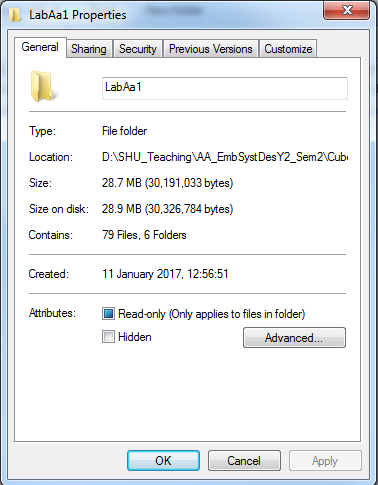 LabAa1 Properties
General Sharing Security Previous Versions Customize
LabAa1
Type: File folder
Location: D:\SHU_Teaching\AA_EmbSystDesY2_Sem2\Cube
Size: 28.7 MB (30,191,033 bytes)
Size on disk: 28.9 MB (30,326,784 bytes)
Contains: 79 Files, 6 Folders
Created: 11 January 2017, 12:56:51
Attributes: Read-only (Only applies to files in folder)
Hidden Advanced...
OK Cancel Apply